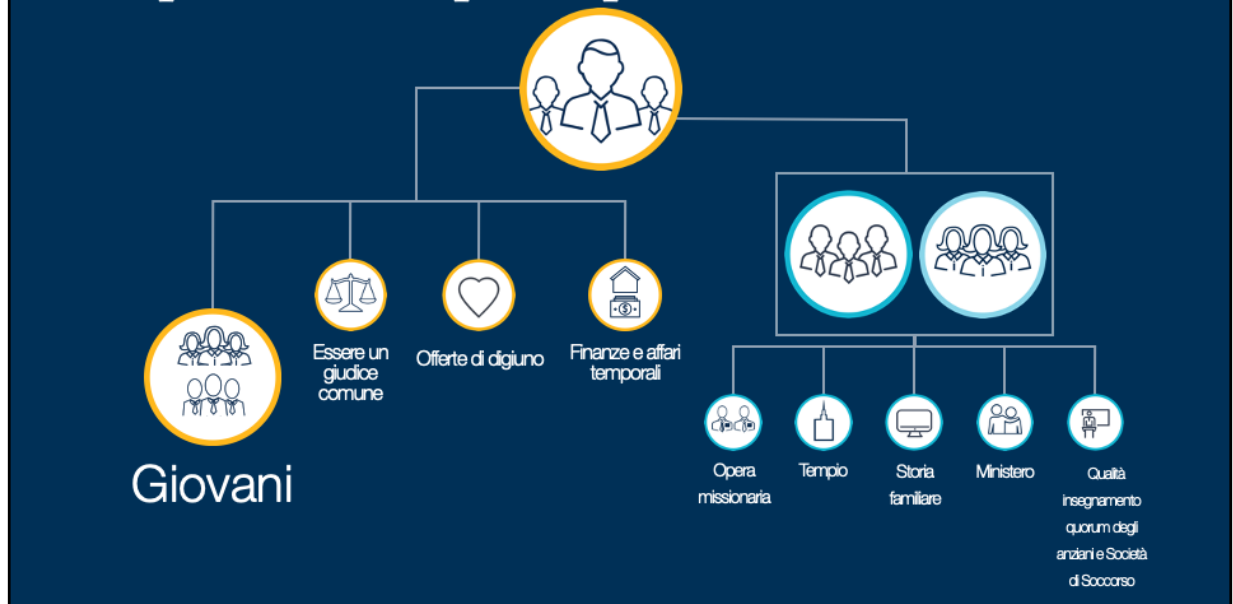 Essere un
giudice
comune
Offerte di digiuno
Finanze e affari
temporali
Giovani
Opera
missionaria
Tempio
Storia
familiare
Ministero
Qualità
insegnamento
quorum degli
anziani e Società
di Soccorso